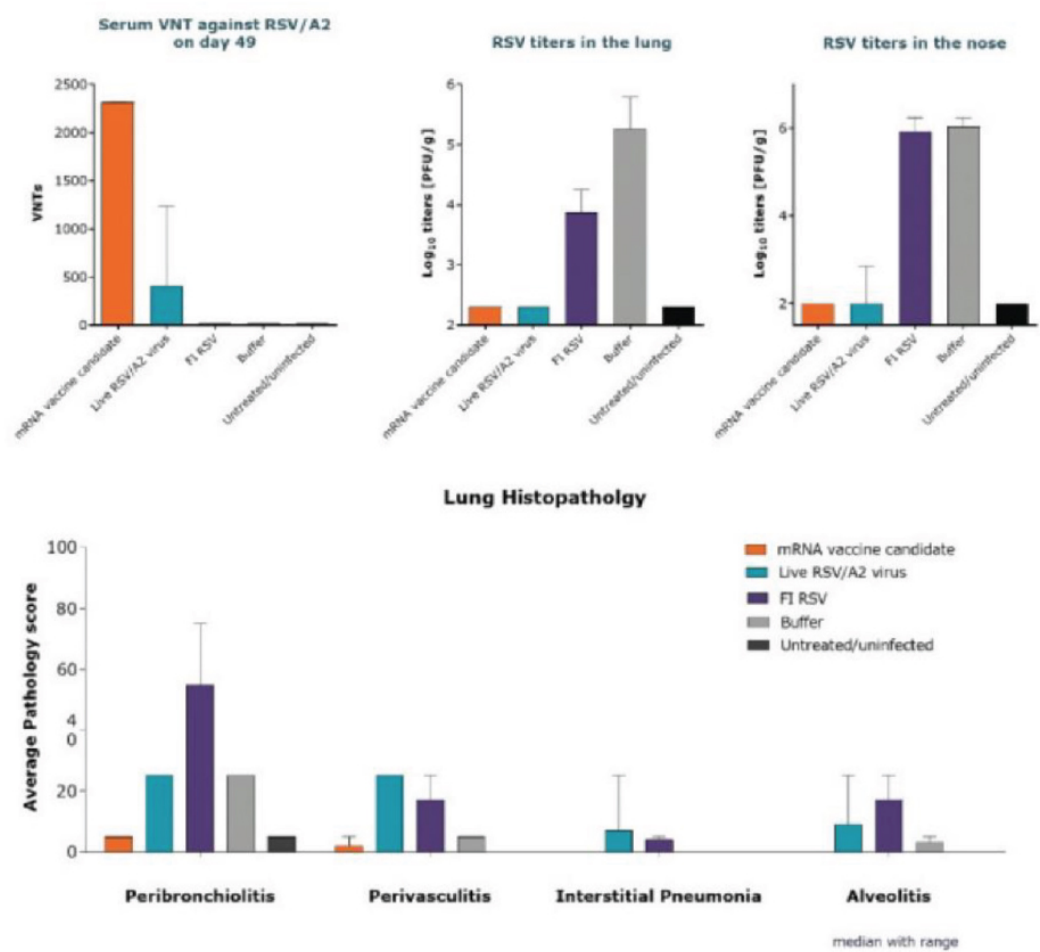 Serum VNT against RSV/A2
on day 49
VNTs
2500
2000
1500
1000
500
0
mRNA vaccine candidate
Live RSV/A2 virus
FI RSV
Buffer
Untreated/uninfected
RSV titers in the lung
Log10 titers [PFU/g]
6
5
4
3
2
mRNA vaccine candidate
Live RSV/A2 virus
FI RSV
Buffer
Untreated/uninfected
RSV titers in the nose
Log10 titers [PFU/g]
6
4
2
mRNA vaccine candidate
Live RSV/A2 virus
FI RSV
Buffer
Untreated/uninfected
Lung Histopatholgy
Average Pathology score
100
80
60
4
0
20
0
mRNA vaccine candidate
Live RSV/A2 virus
FI RSV
Buffer
Untreated/uninfected
Peribronchiolitis
Perivasculitis
Interstitial Pneumonia
Alveolitis
median with range